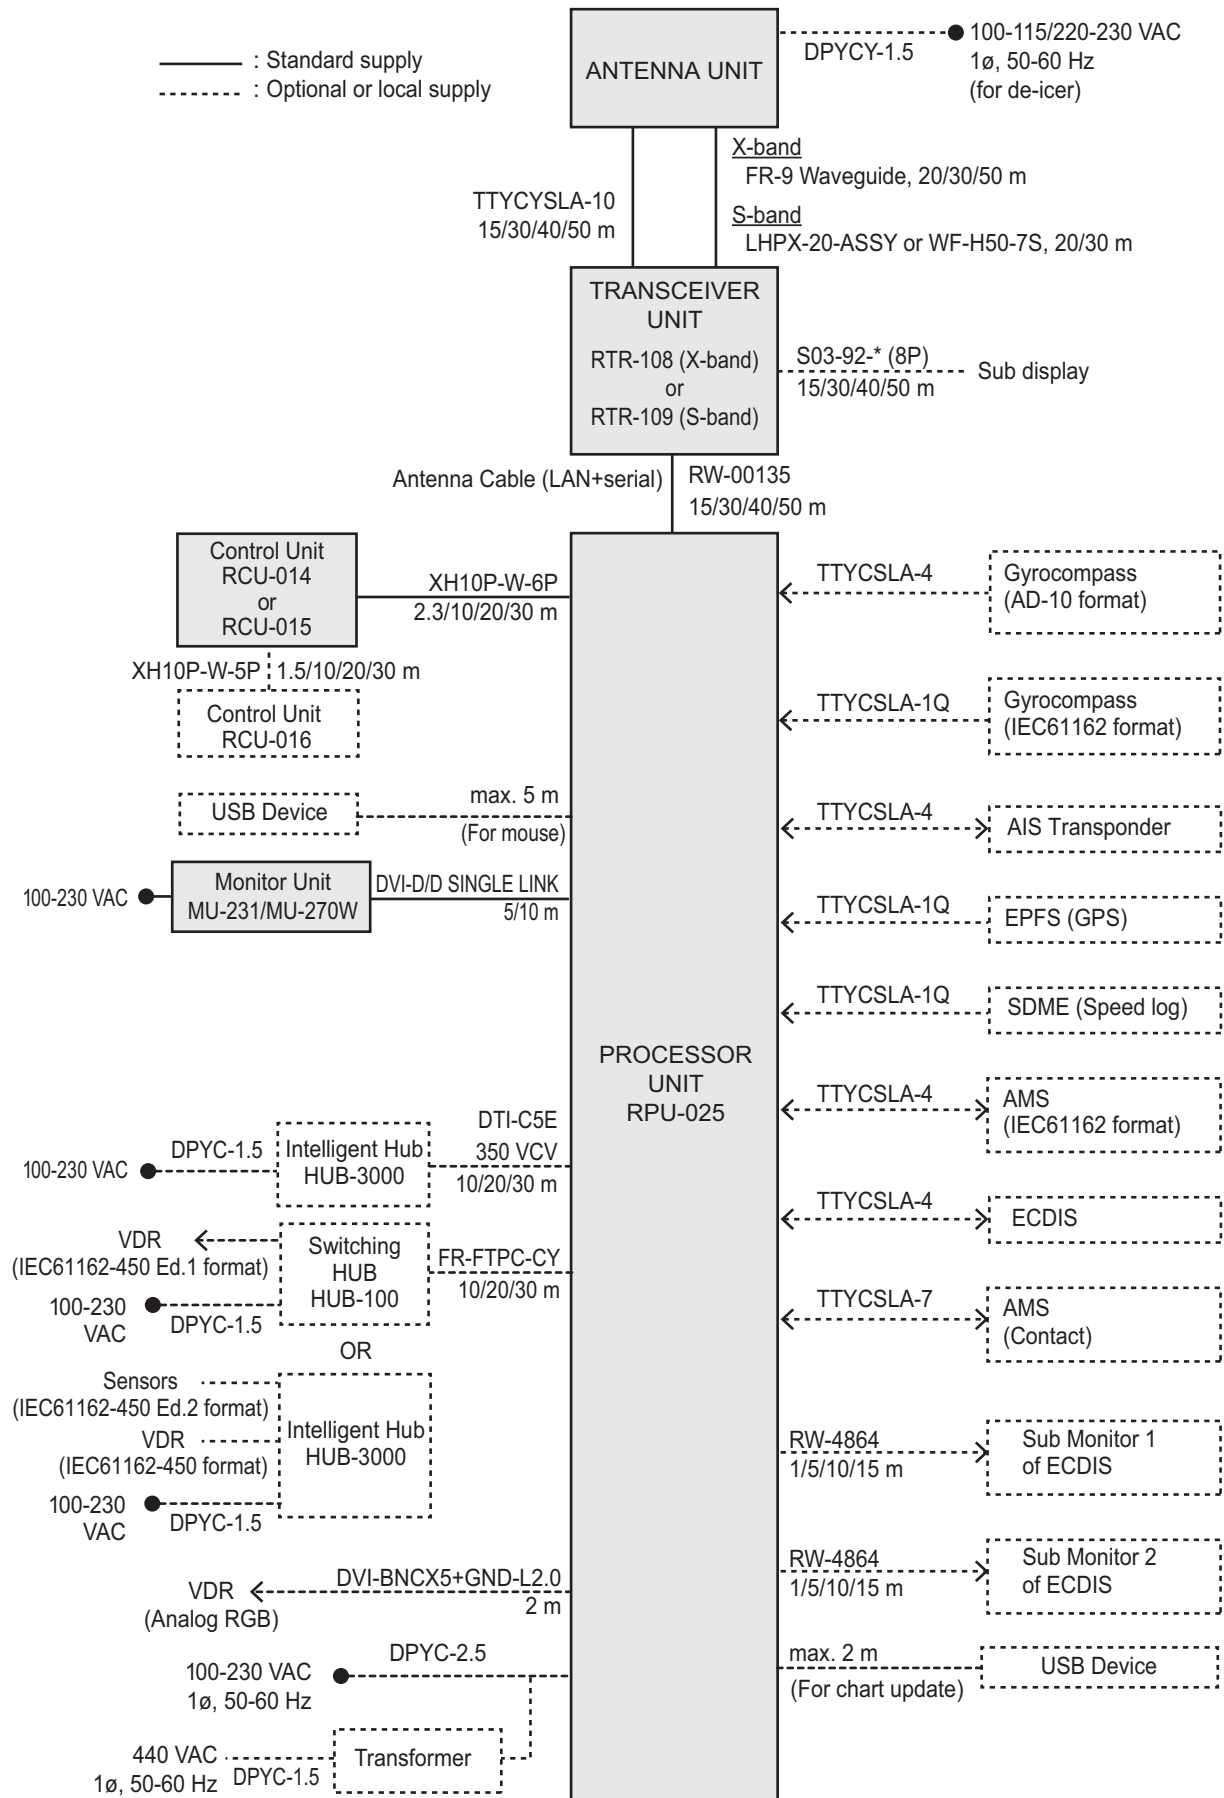 : Standard supply
: Optional or local supply
ANTENNA UNIT
DPYCY-1.5
100-115/220-230 VAC
1ø, 50-60 Hz
(for de-icer)
TTYCYSLA-10
15/30/40/50 m
X-band
FR-9 Waveguide, 20/30/50 m
S-band
LHPX-20-ASSY or WF-H50-7S, 20/30 m
TRANSCEIVER
UNIT
RTR-108 (X-band)
or
RTR-109 (S-band)
S03-92-* (8P)
15/30/40/50 m
Sub display
Antenna Cable (LAN+serial)
RW-00135
15/30/40/50 m
Control Unit
RCU-014
or
RCU-015
XH10P-W-6P
2.3/10/20/30 m
XH10P-W-5P
1.5/10/20/30 m
Control Unit
RCU-016
USB Device
max. 5 m
(For mouse)
100-230 VAC
Monitor Unit
MU-231/MU-270W
DVI-D/D SINGLE LINK
5/10 m
PROCESSOR
UNIT
RPU-025
100-230 VAC
DPYC-1.5
Intelligent Hub
HUB-3000
DTI-C5E
350 VCV
10/20/30 m
VDR
(IEC61162-450 Ed.1 format)
100-230
VAC
DPYC-1.5
Switching
HUB
HUB-100
FR-FTPC-CY
10/20/30 m
OR
Sensors
(IEC61162-450 Ed.2 format)
VDR
(IEC61162-450 format)
100-230
VAC
DPYC-1.5
Intelligent Hub
HUB-3000
VDR
(Analog RGB)
DVI-BNCX5+GND-L2.0
2 m
100-230 VAC
1ø, 50-60 Hz
DPYC-2.5
440 VAC
1ø, 50-60 Hz
DPYC-1.5
Transformer
TTYCSLA-4
Gyrocompass
(AD-10 format)
TTYCSLA-1Q
Gyrocompass
(IEC61162 format)
TTYCSLA-4
AIS Transponder
TTYCSLA-1Q
EPFS (GPS)
TTYCSLA-1Q
SDME (Speed log)
TTYCSLA-4
AMS
(IEC61162 format)
TTYCSLA-4
ECDIS
TTYCSLA-7
AMS
(Contact)
RW-4864
1/5/10/15 m
Sub Monitor 1
of ECDIS
RW-4864
1/5/10/15 m
Sub Monitor 2
of ECDIS
max. 2 m
(For chart update)
USB Device